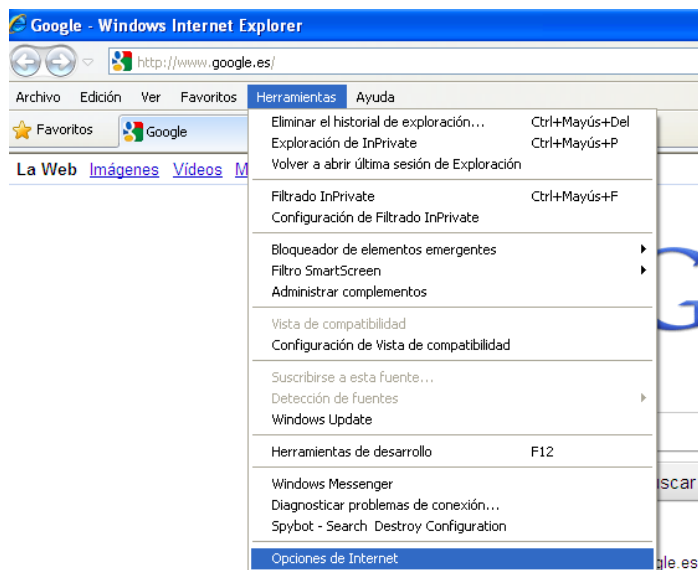 Google - Windows Internet Explorer
http://www.google.es/
Archivo Edición Ver Favoritos Herramientas Ayuda
Favoritos Google
La Web Imágenes Vídeos M
Eliminar el historial de exploración... Ctrl+Mayús+Del
Exploración de InPrivate Ctrl+Mayús+P
Volver a abrir última sesión de Exploración
Filtrado InPrivate Ctrl+Mayús+F
Configuración de Filtrado InPrivate
Bloqueador de elementos emergentes
Filtro SmartScreen
Administrar complementos
Vista de compatibilidad
Configuración de Vista de compatibilidad
Suscribirse a esta fuente...
Detección de fuentes
Windows Update
Herramientas de desarrollo F12
Windows Messenger
Diagnosticar problemas de conexión...
Spybot - Search Destroy Configuration
Opciones de Internet
G
uscar
gle.es